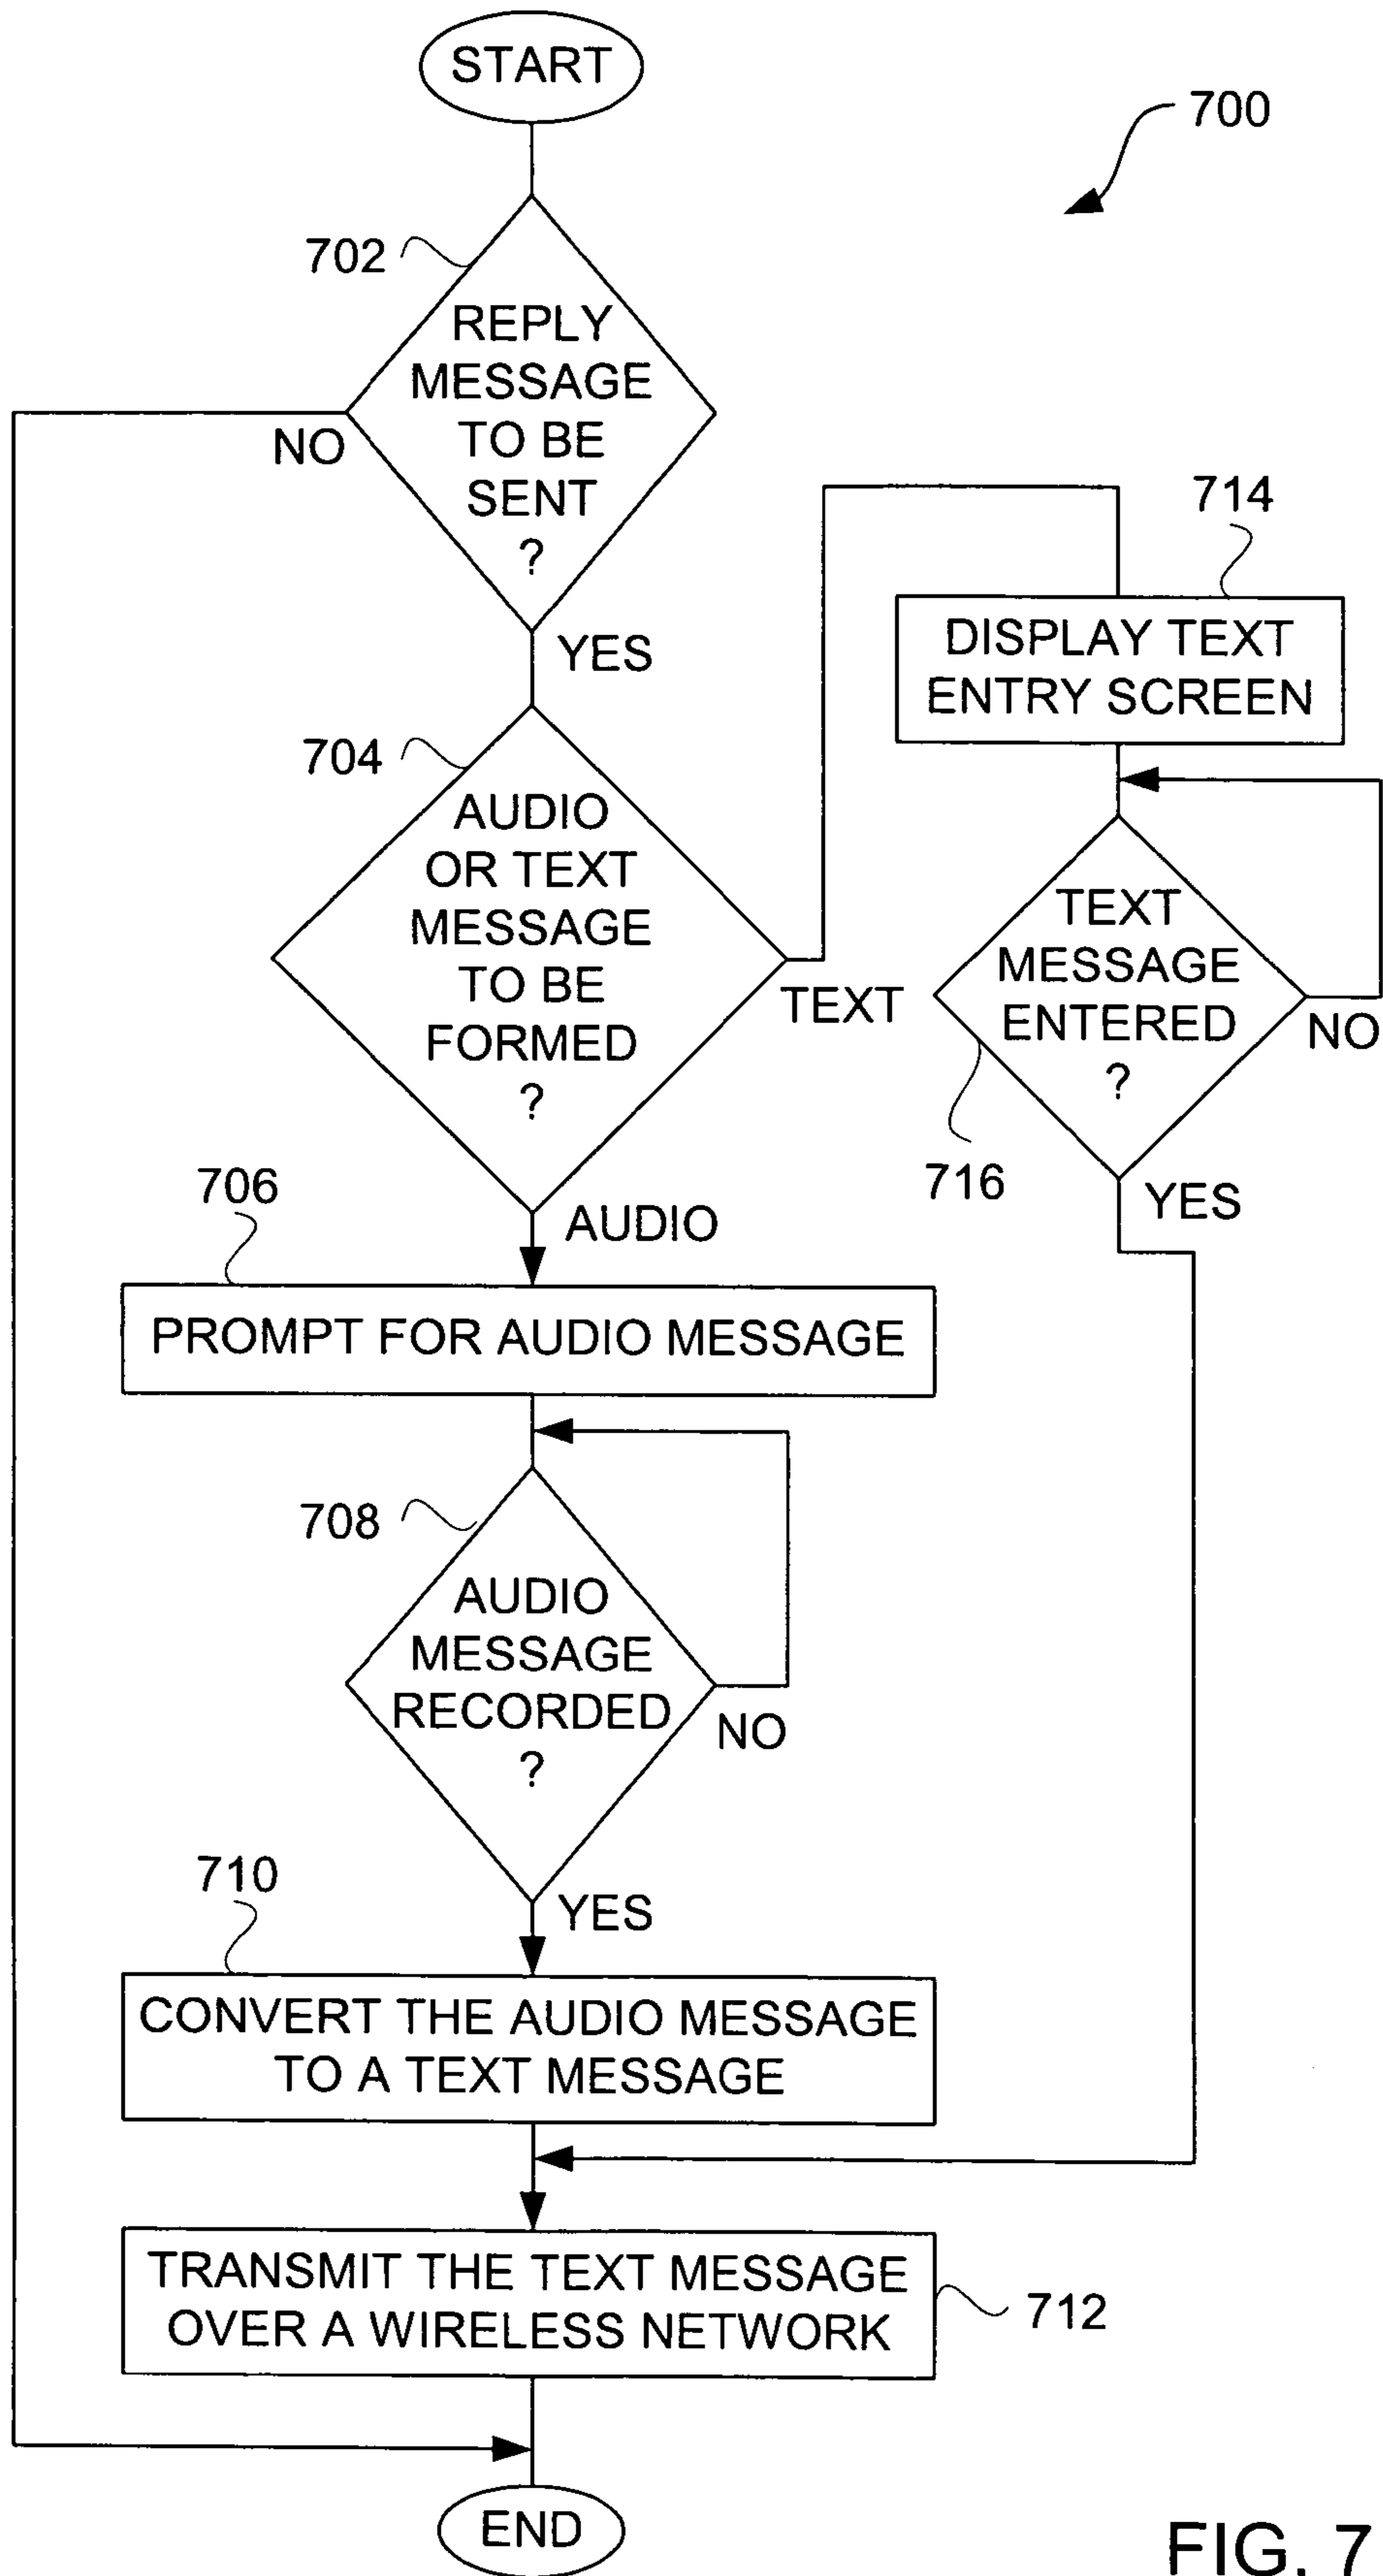 START
700
702
REPLY
MESSAGE
TO BE
SENT
?
NO
YES
714
DISPLAY TEXT
ENTRY SCREEN
704
AUDIO
OR TEXT
MESSAGE
TO BE
FORMED
?
TEXT
TEXT
MESSAGE
ENTERED
?
NO
716
YES
706
AUDIO
PROMPT FOR AUDIO MESSAGE
708
AUDIO
MESSAGE
RECORDED
?
NO
710
YES
CONVERT THE AUDIO MESSAGE
TO A TEXT MESSAGE
TRANSMIT THE TEXT MESSAGE
OVER A WIRELESS NETWORK
712
END
FIG. 7